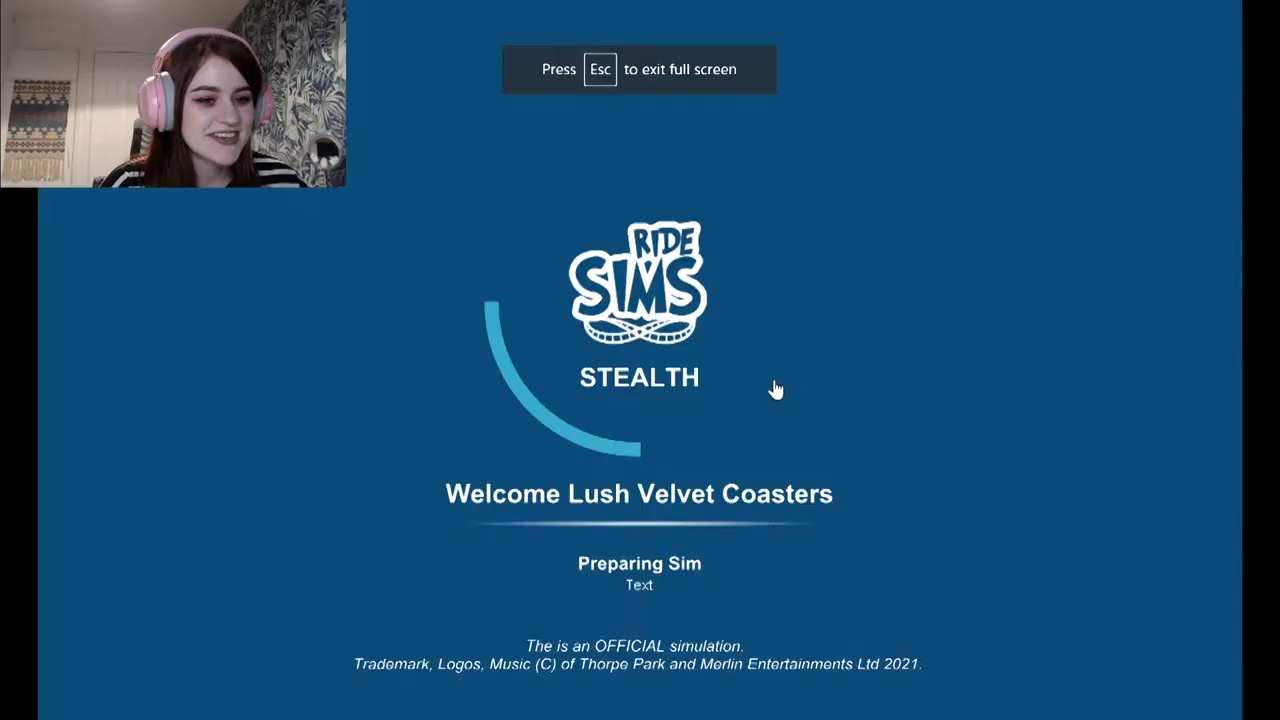 Press Esc to exit full screen
RIDE
SIMS
STEALTH
Welcome Lush Velvet Coasters
Preparing Sim
Text
The is an OFFICIAL simulation.
Trademark, Logos, Music (C) of Thorpe Park and Merlin Entertainments Ltd 2021.